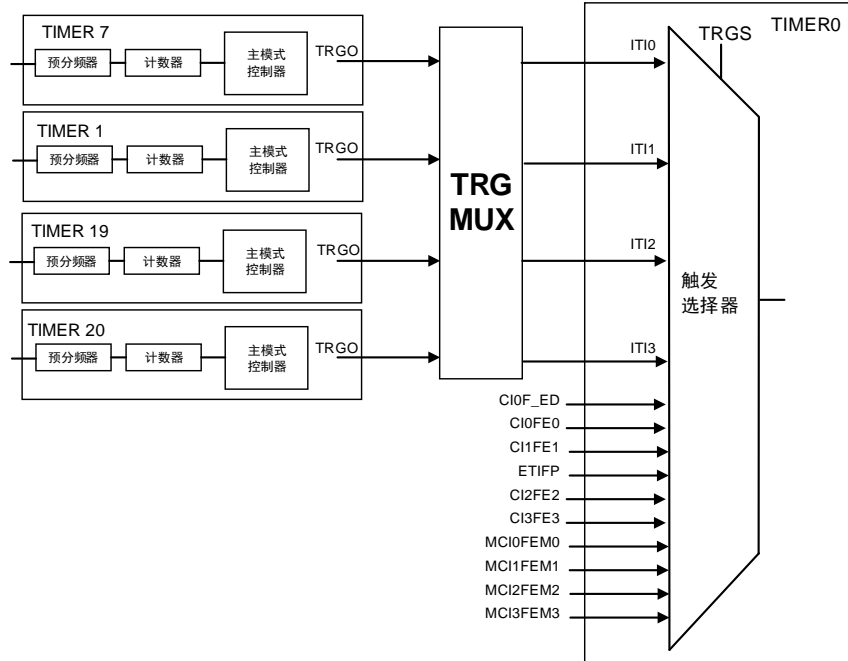 TIMER 7
预分频器
计数器
主模式
控制器
TRGO
TIMER 1
预分频器
计数器
主模式
控制器
TRGO
TIMER 19
预分频器
计数器
主模式
控制器
TRGO
TIMER 20
预分频器
计数器
主模式
控制器
TRGO
TRG
MUX
TIMER0
TRGS
ITI0
ITI1
ITI2
ITI3
CI0F_ED
CI0FE0
CI1FE1
ETIFP
CI2FE2
CI3FE3
MCI0FEM0
MCI1FEM1
MCI2FEM2
MCI3FEM3
触发
选择器